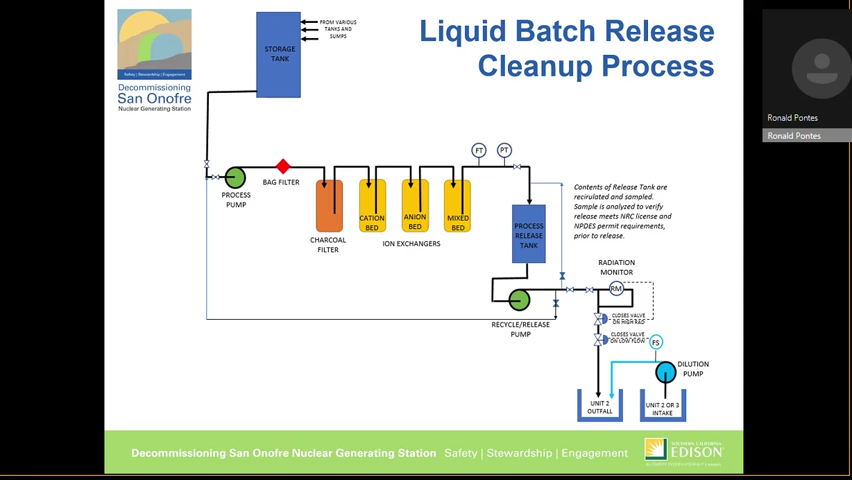 Liquid Batch Release
Cleanup Process
Decommissioning
San Onofre
Nuclear Generating Station
Safety | Stewardship | Engagement
STORAGE
TANK
FROM VARIOUS
TANKS AND
SUMPS
PROCESS
PUMP
BAG FILTER
CHARCOAL
FILTER
CATION
BED
ANION
BED
MIXED
BED
ION EXCHANGERS
FT
PT
PROCESS
RELEASE
TANK
Contents of Release Tank are
recirulated and sampled.
Sample is analyzed to verify
release meets NRC license and
NPDES permit requirements,
prior to release.
RADIATION
MONITOR
RM
RECYCLE/RELEASE
PUMP
CLOSES VALVE
ON HIGH RAD
CLOSES VALVE
ON LOW FLOW
FS
DILUTION
PUMP
UNIT 2
OUTFALL
UNIT 2 OR 3
INTAKE
Decommissioning San Onofre Nuclear Generating Station Safety | Stewardship | Engagement
SOUTHERN CALIFORNIA
EDISON
Ronald Pontes
Ronald Pontes